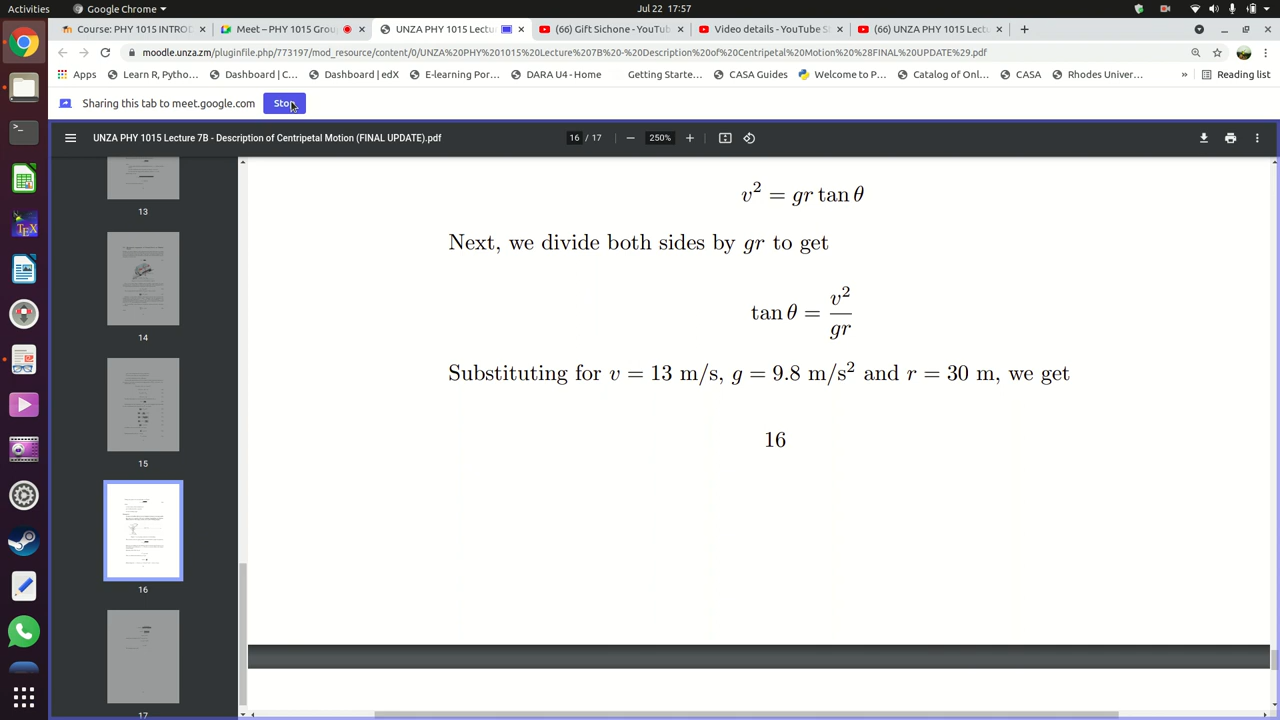 Activities
Google Chrome
Jul 22 17:57
Course: PHY 1015 INTROD
Meet – PHY 1015 Grou
UNZA PHY 1015 Lectu
(66) Gift Sichone - YouTub
Video details - YouTube S
(66) UNZA PHY 1015 Lect
moodle.unza.zm/pluginfile.php/773197/mod_resource/content/0/UNZA%20PHY%201015%20Lecture%207B%20-%20Description%20of%20Centripetal%20Motion%20%28FINAL%20UPDATE%29.pdf
Apps
Learn R, Pytho...
Dashboard | C...
Dashboard | edX
E-learning Por...
DARA U4 - Home
Getting Starte...
CASA Guides
Welcome to P...
Catalog of Onl...
CASA
Rhodes Univer...
»
Reading list
Sharing this tab to meet.google.com
Stop
UNZA PHY 1015 Lecture 7B - Description of Centripetal Motion (FINAL UPDATE).pdf
16 / 17
250%
13
14
15
16
17
v² = gr tan θ
Next, we divide both sides by gr to get
tan θ = v²/gr
Substituting for v = 13 m/s, g = 9.8 m/s² and r = 30 m, we get
16